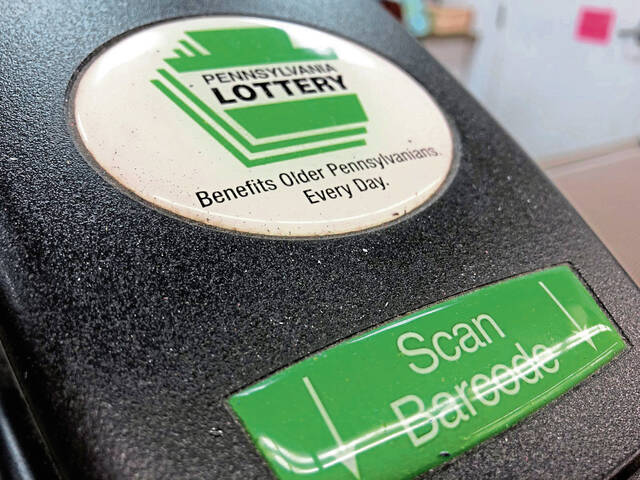 PENNSYLVANIA
LOTTERY
Benefits Older Pennsylvanians.
Every Day.
Scan
Barcode